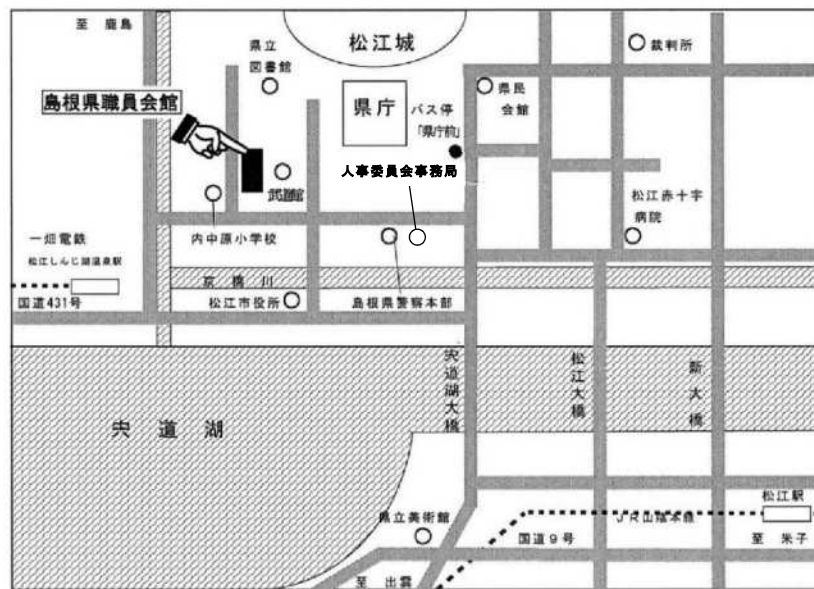 至 鹿島
県立
図書館
松江城
裁判所
島根県職員会館
県庁
バス停
「県庁前」
県民
会館
人事委員会事務局
武道館
松江赤十字
病院
内中原小学校
一畑電鉄
松江しんじ湖温泉駅
京橋川
国道431号
松江市役所
島根県警察本部
宍道湖大橋
松江大橋
新大橋
宍道湖
松江駅
県立美術館
JR山陰本線
国道9号
至 米子
至 出雲